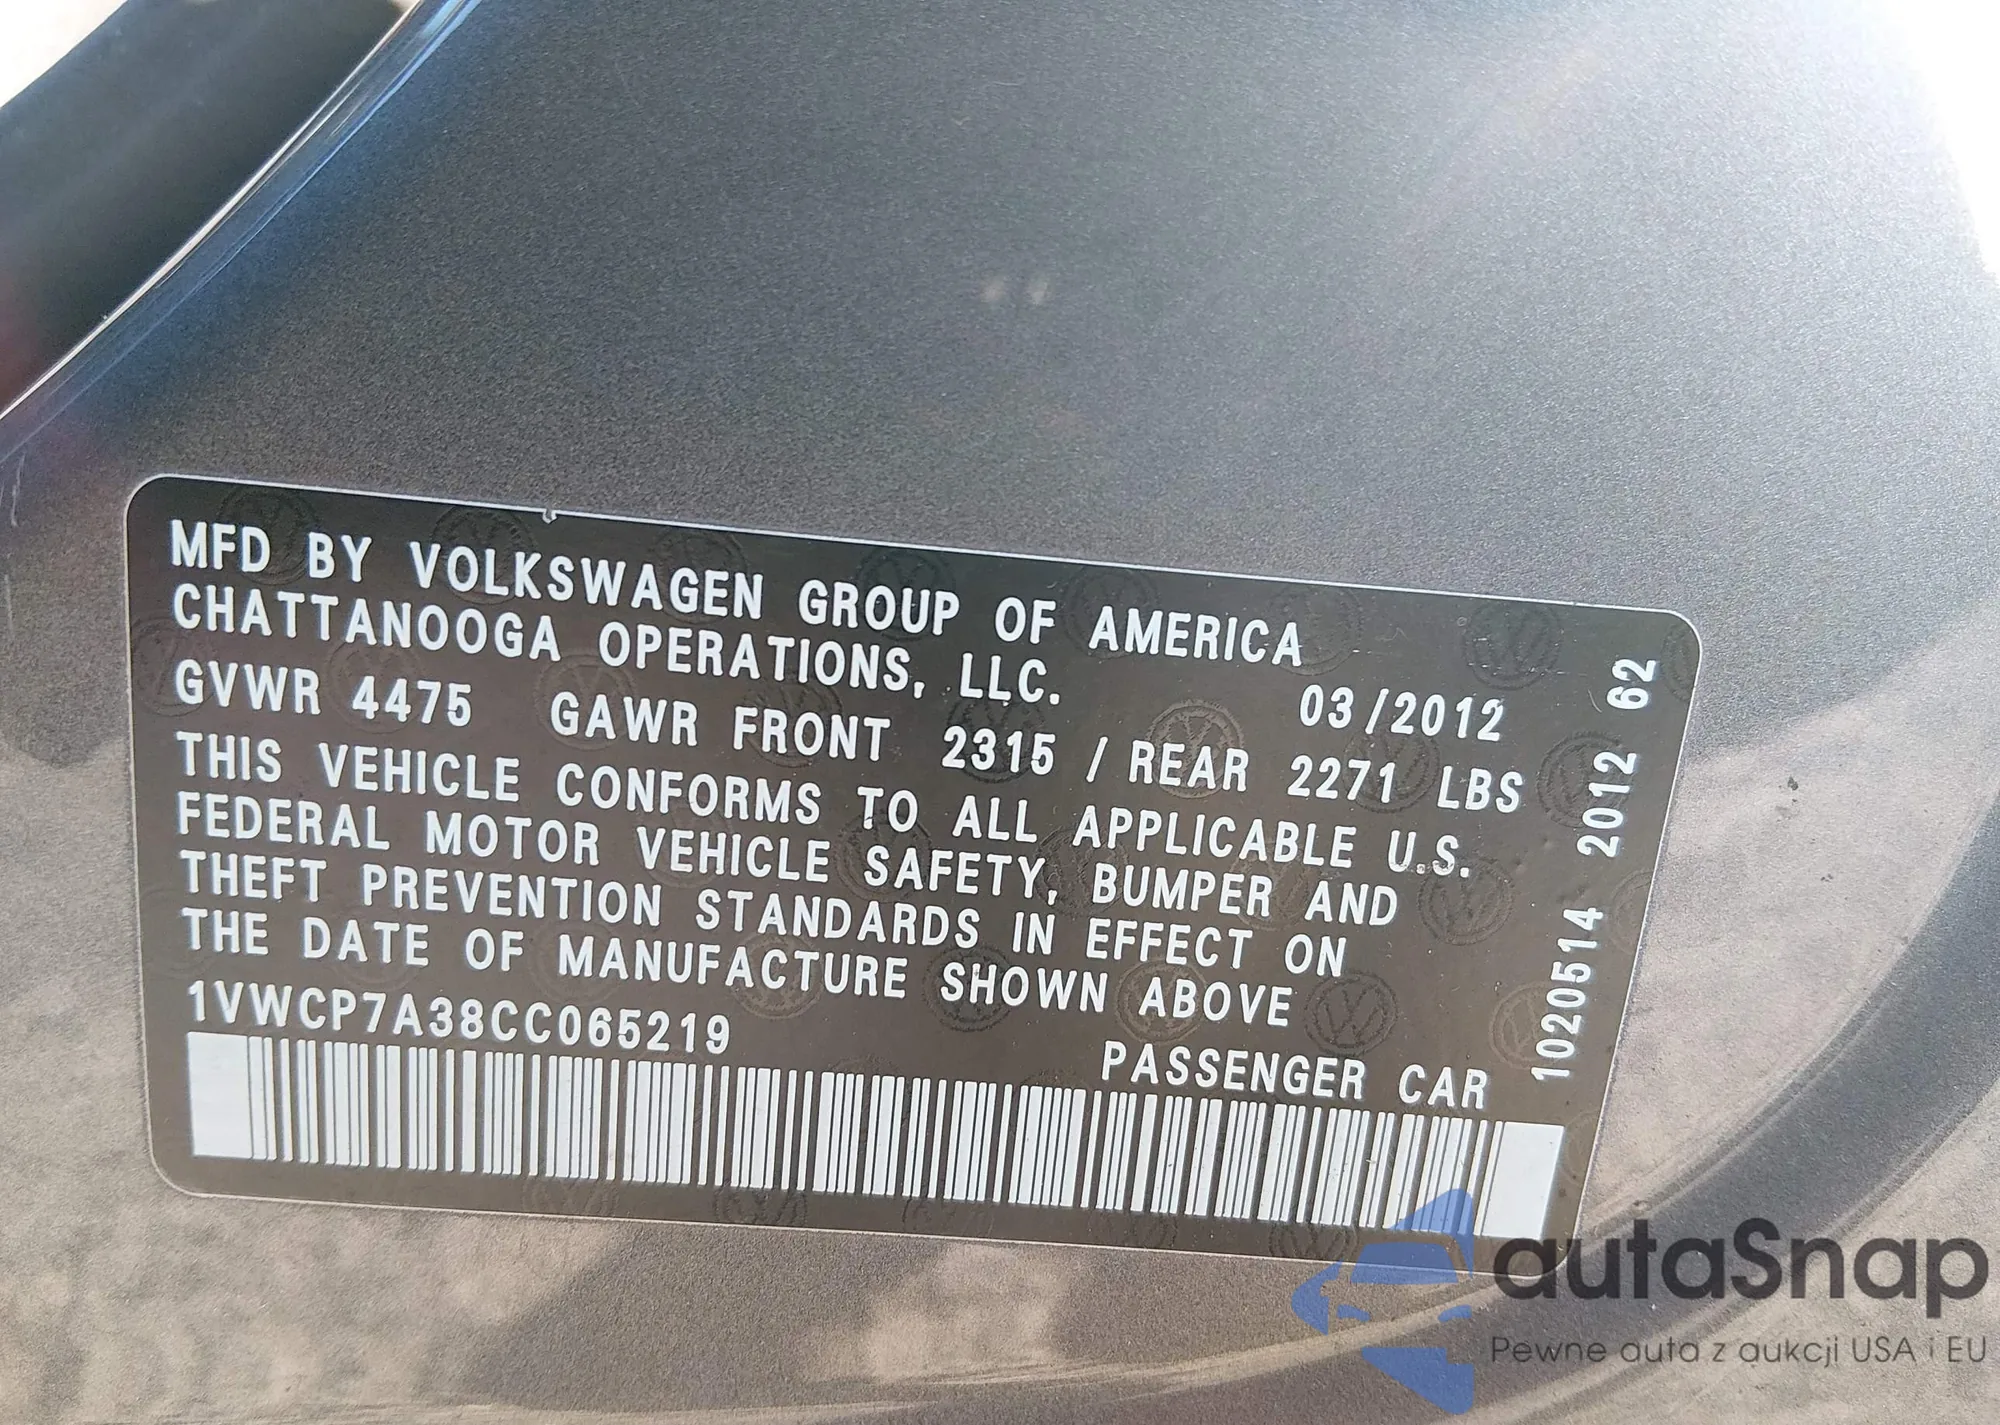 MFD BY VOLKSWAGEN GROUP OF AMERICA
CHATTANOOGA OPERATIONS, LLC.
03/2012
GVWR 4475 GAWR FRONT 2315 / REAR 2271 LBS
THIS VEHICLE CONFORMS TO ALL APPLICABLE U.S.
FEDERAL MOTOR VEHICLE SAFETY, BUMPER AND
THEFT PREVENTION STANDARDS IN EFFECT ON
THE DATE OF MANUFACTURE SHOWN ABOVE
1VWCP7A38CC065219
PASSENGER CAR
1020514 2012 62
autaSnap
Pewne auta z aukcji USA i EU